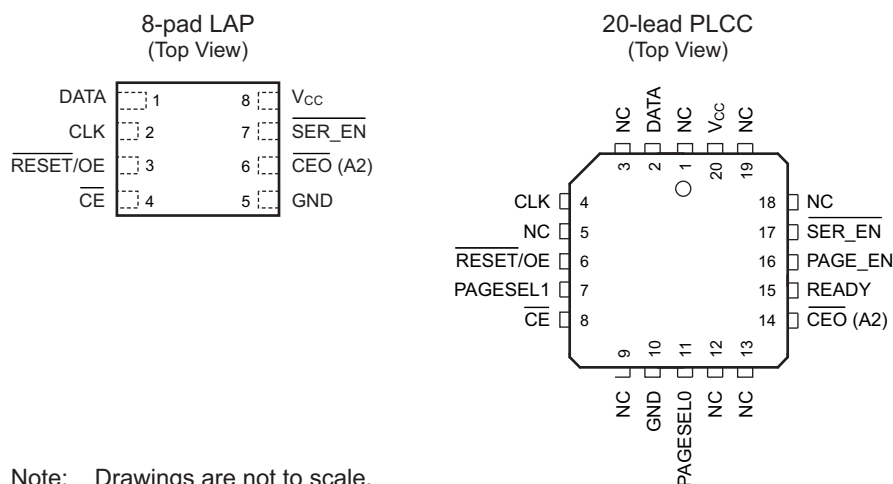 8-pad LAP
(Top View)
DATA 1
CLK 2
RESET/OE 3
CE 4
8 Vcc
7 SER_EN
6 CEO (A2)
5 GND
20-lead PLCC
(Top View)
NC DATA NC Vcc NC
3 2 1 20 19
CLK 4
NC 5
RESET/OE 6
PAGESEL1 7
CE 8
18 NC
17 SER_EN
16 PAGE_EN
15 READY
14 CEO (A2)
9 10 11 12 13
NC GND PAGESEL0 NC NC
Note: Drawings are not to scale.